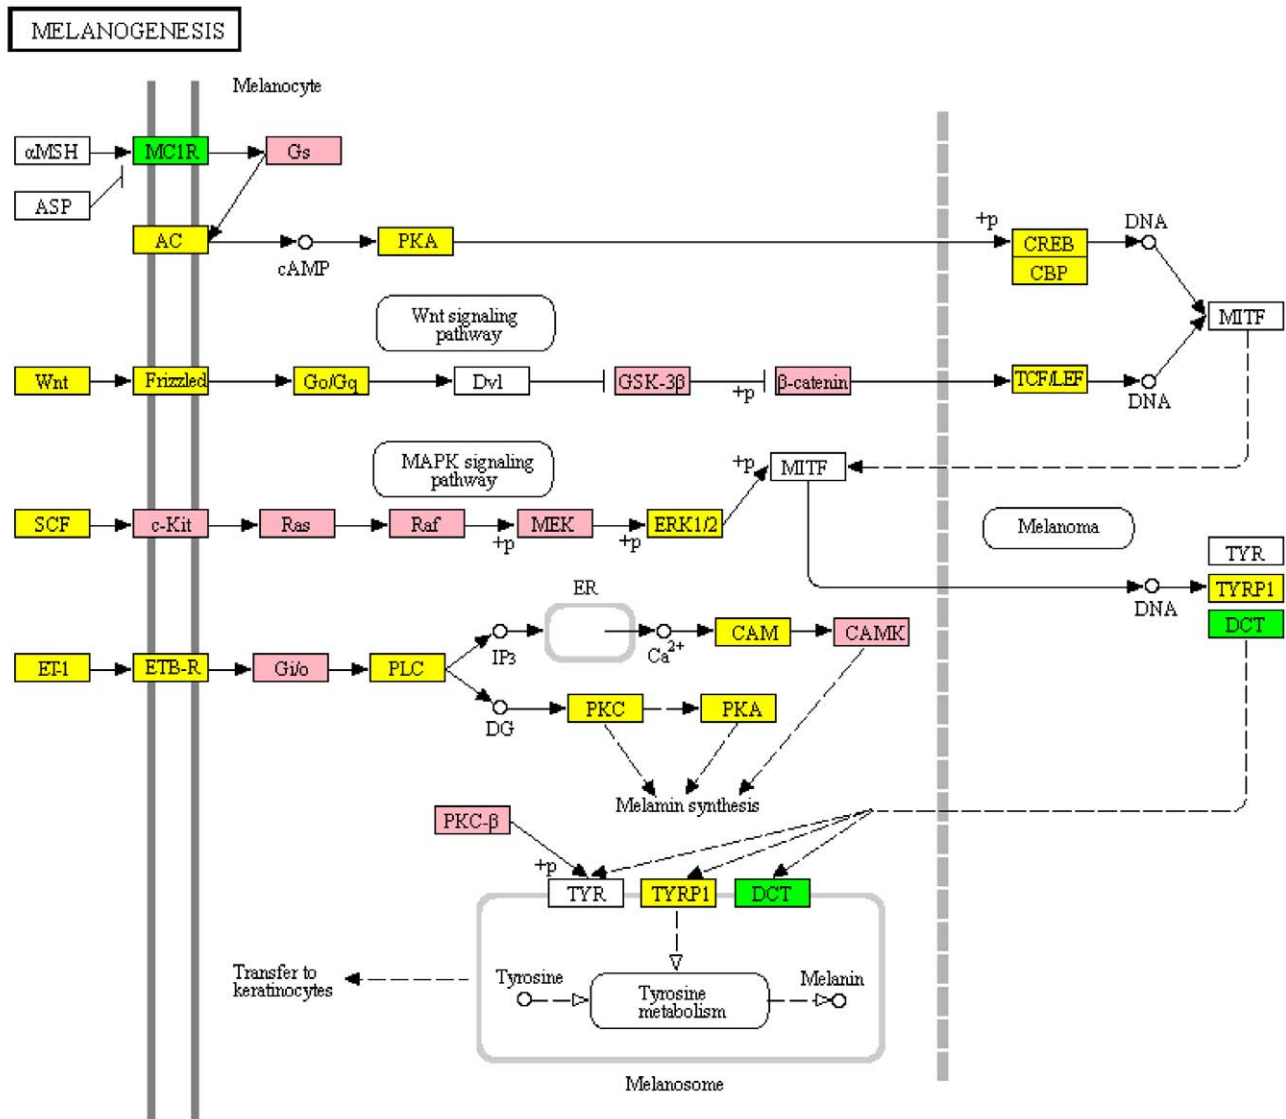 MELANOGENESIS
Melanocyte
αMSH
MC1R
Gs
ASP
AC
cAMP
PKA
+p
CREB
CBP
DNA
MITF
Wnt signaling
pathway
Wnt
Frizzled
Go/Gq
Dvl
GSK-3β
+p
β-catenin
TCF/LEF
DNA
MAPK signaling
pathway
+p
MITF
SCF
c-Kit
Ras
Raf
+p
MEK
+p
ERK1/2
Melanoma
TYR
TYRP1
DCT
DNA
ER
IP3
Ca2+
CAM
CAMK
ET-1
ETB-R
Gi/o
PLC
DG
PKC
PKA
Melamin synthesis
PKC-β
+p
TYR
TYRP1
DCT
Transfer to
keratinocytes
Tyrosine
Tyrosine
metabolism
Melanin
Melanosome